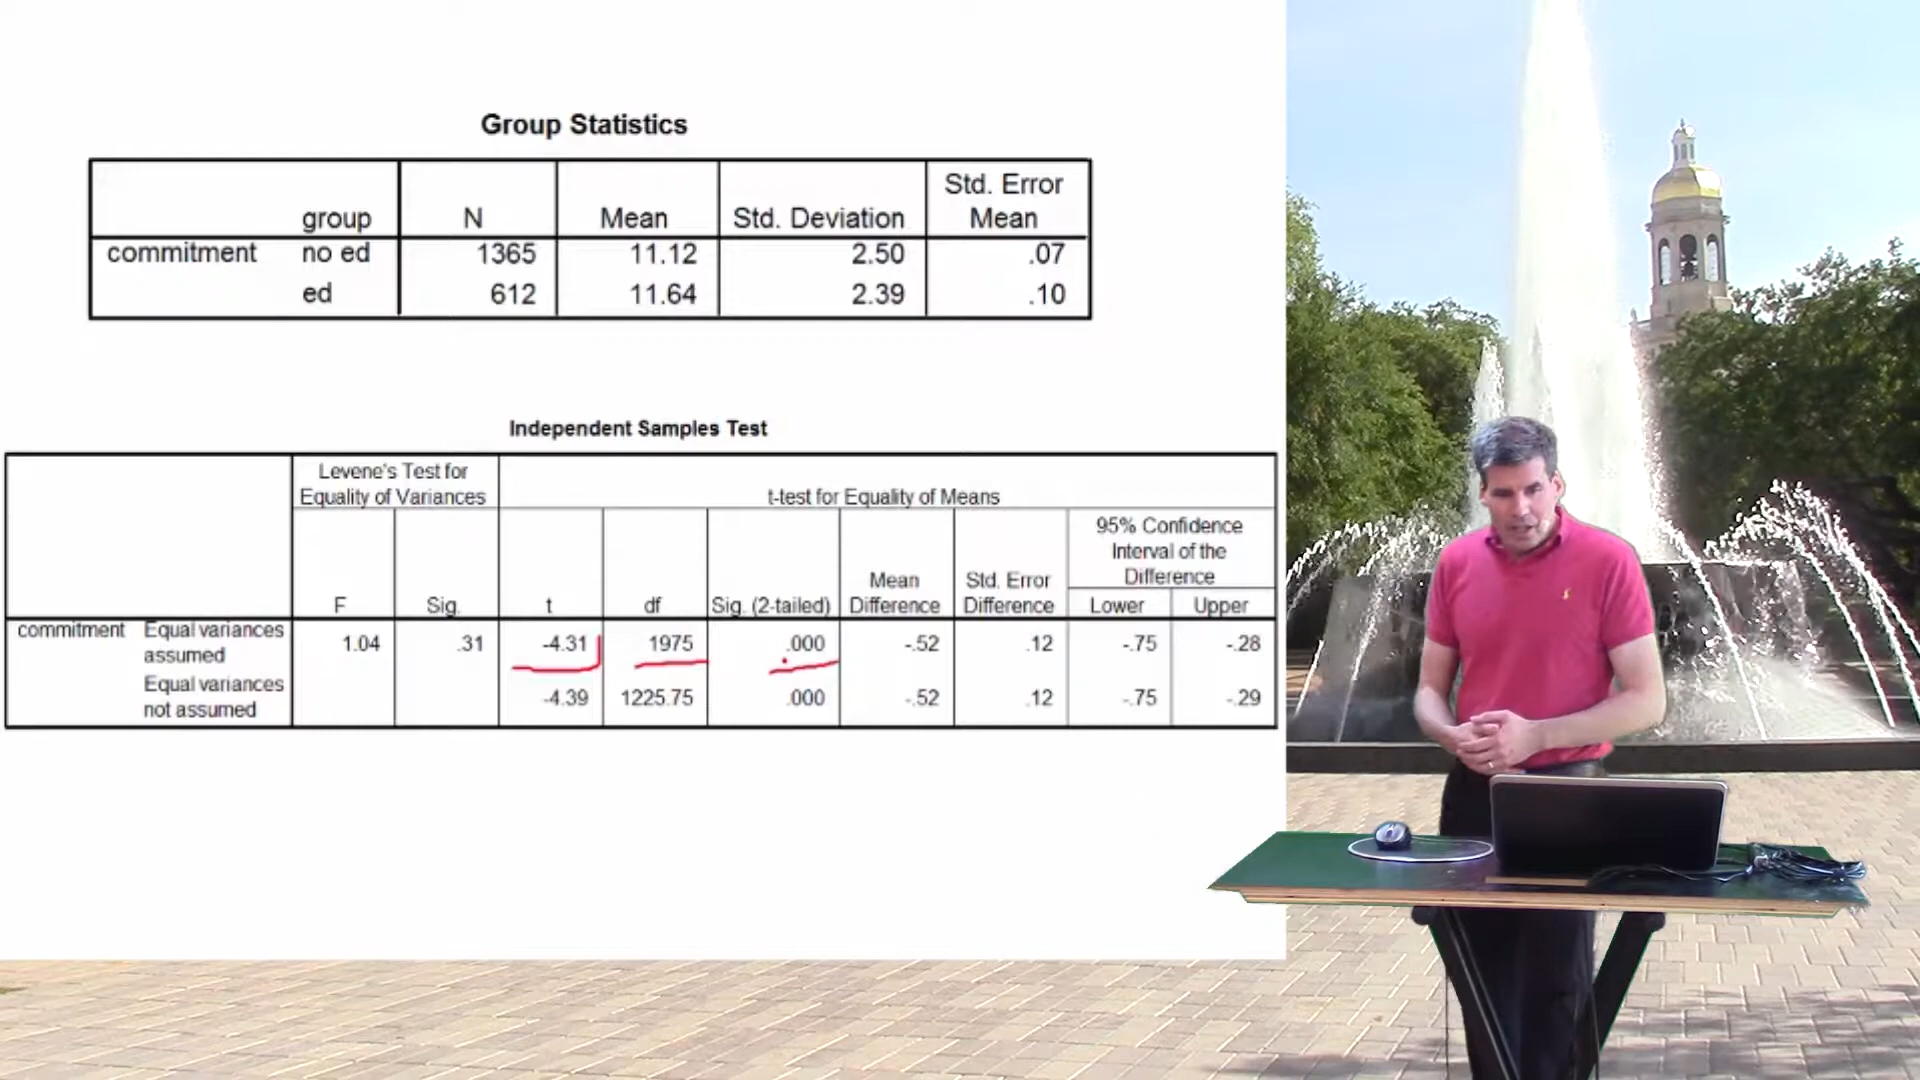 Group Statistics
group N Mean Std. Deviation Std. Error Mean
commitment no ed 1365 11.12 2.50 .07
ed 612 11.64 2.39 .10
Independent Samples Test
Levene's Test for Equality of Variances t-test for Equality of Means
95% Confidence Interval of the Difference
F Sig. t df Sig. (2-tailed) Mean Difference Std. Error Difference Lower Upper
commitment Equal variances assumed 1.04 .31 -4.31 1975 .000 -.52 .12 -.75 -.28
Equal variances not assumed -4.39 1225.75 .000 -.52 .12 -.75 -.29